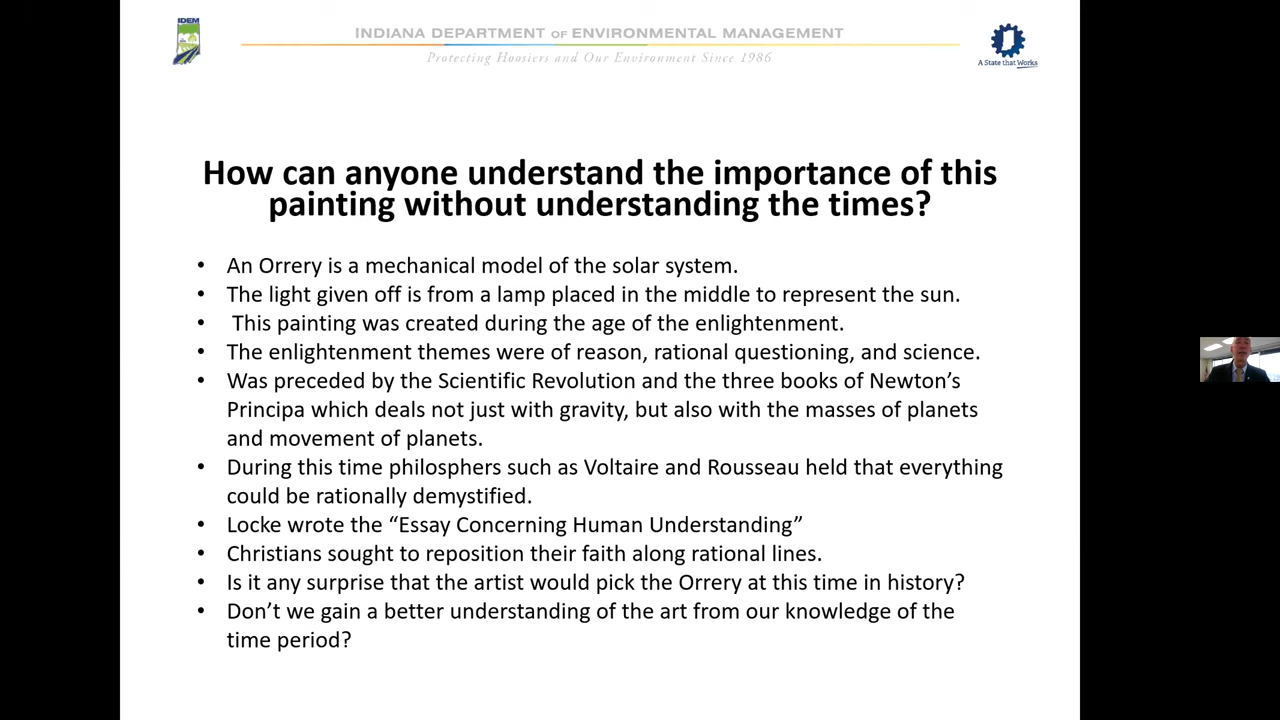 IDEM
INDIANA DEPARTMENT OF ENVIRONMENTAL MANAGEMENT
Protecting Hoosiers and Our Environment Since 1986
A State that Works
How can anyone understand the importance of this
painting without understanding the times?
• An Orrery is a mechanical model of the solar system.
• The light given off is from a lamp placed in the middle to represent the sun.
• This painting was created during the age of the enlightenment.
• The enlightenment themes were of reason, rational questioning, and science.
• Was preceded by the Scientific Revolution and the three books of Newton’s
Principa which deals not just with gravity, but also with the masses of planets
and movement of planets.
• During this time philosphers such as Voltaire and Rousseau held that everything
could be rationally demystified.
• Locke wrote the “Essay Concerning Human Understanding”
• Christians sought to reposition their faith along rational lines.
• Is it any surprise that the artist would pick the Orrery at this time in history?
• Don’t we gain a better understanding of the art from our knowledge of the
time period?